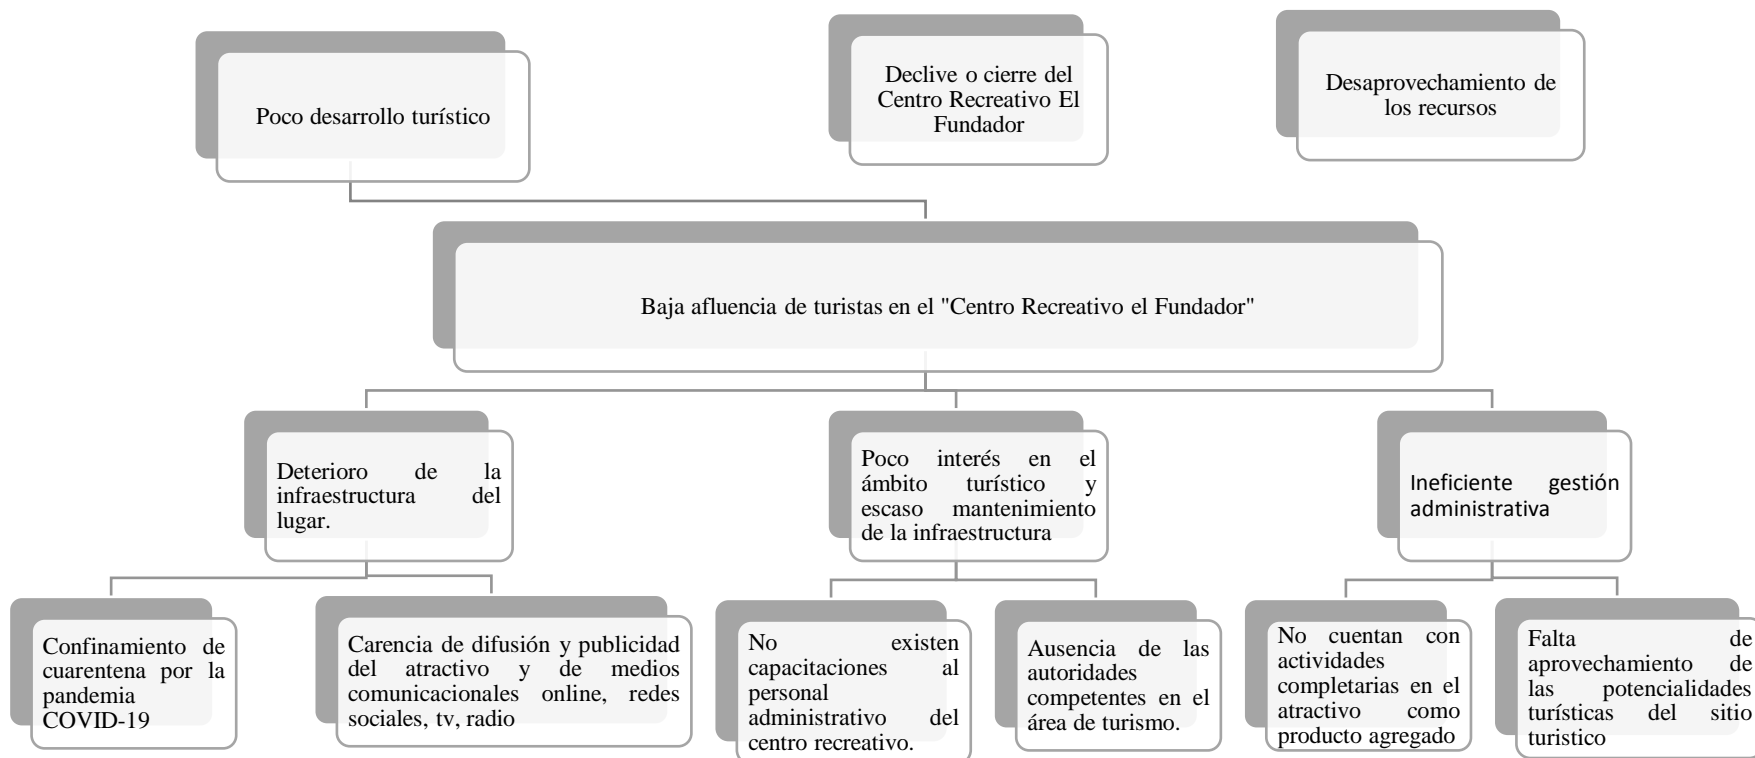 Poco desarrollo turístico
Declive o cierre del
Centro Recreativo El
Fundador
Desaprovechamiento de
los recursos
Baja afluencia de turistas en el "Centro Recreativo el Fundador"
Deterioro de la
infraestructura del
lugar.
Poco interés en el
ámbito turístico y
escaso mantenimiento
de la infraestructura
Ineficiente gestión
administrativa
Confinamiento de
cuarentena por la
pandemia
COVID-19
Carencia de difusión y publicidad
del atractivo y de medios
comunicacionales online, redes
sociales, tv, radio
No existen
capacitaciones al
personal
administrativo del
centro recreativo.
Ausencia de las
autoridades
competentes en el
área de turismo.
No cuentan con
actividades
completarias en el
atractivo como
producto agregado
Falta de
aprovechamiento de
las potencialidades
turísticas del sitio
turistico